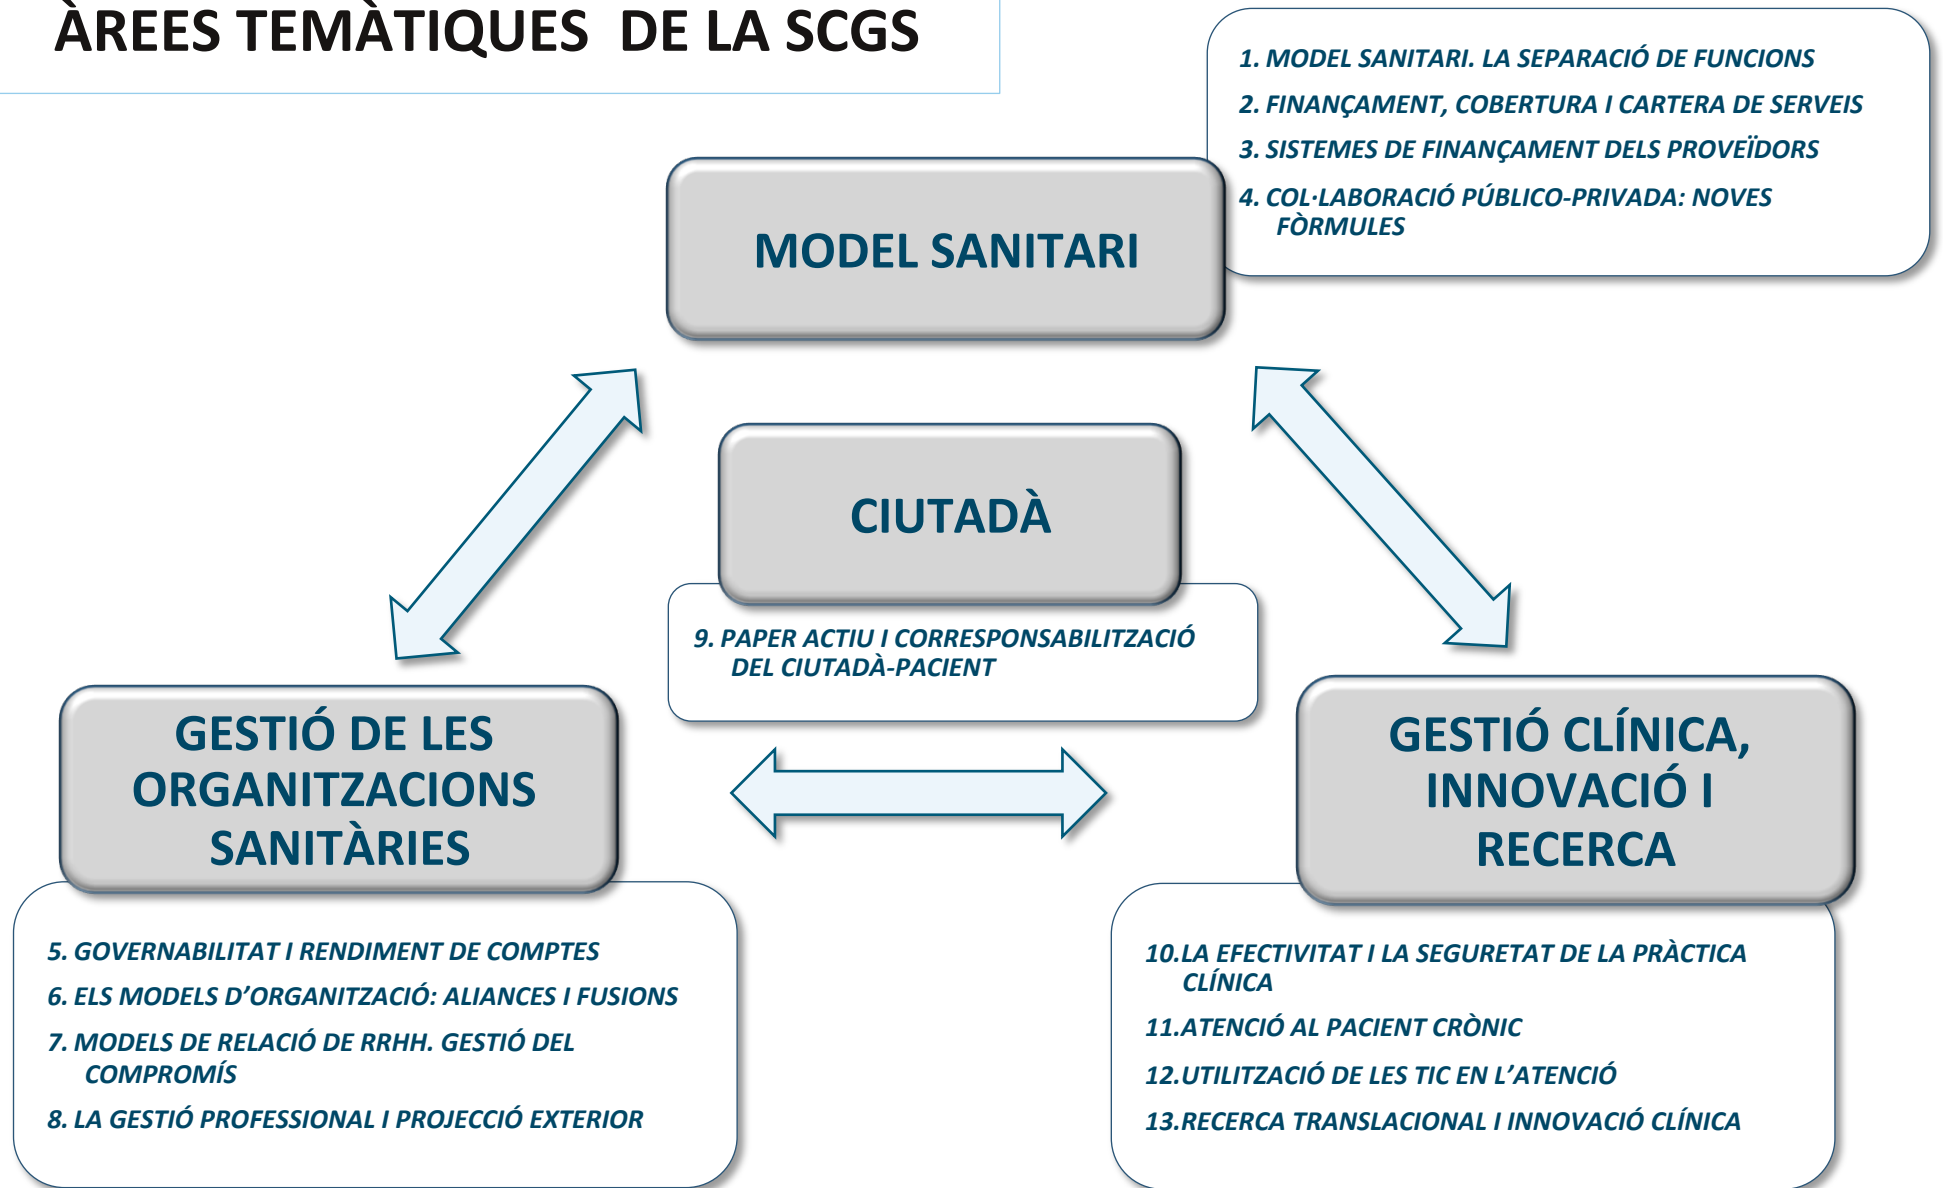 ÀREES TEMÀTIQUES DE LA SCGS
1. MODEL SANITARI. LA SEPARACIÓ DE FUNCIONS
2. FINANÇAMENT, COBERTURA I CARTERA DE SERVEIS
3. SISTEMES DE FINANÇAMENT DELS PROVEÏDORS
4. COL·LABORACIÓ PÚBLICO-PRIVADA: NOVES
FÒRMULES
MODEL SANITARI
CIUTADÀ
9. PAPER ACTIU I CORRESPONSABILITZACIÓ
DEL CIUTADÀ-PACIENT
GESTIÓ DE LES
ORGANITZACIONS
SANITÀRIES
5. GOVERNABILITAT I RENDIMENT DE COMPTES
6. ELS MODELS D’ORGANITZACIÓ: ALIANCES I FUSIONS
7. MODELS DE RELACIÓ DE RRHH. GESTIÓ DEL
COMPROMÍS
8. LA GESTIÓ PROFESSIONAL I PROJECCIÓ EXTERIOR
GESTIÓ CLÍNICA,
INNOVACIÓ I
RECERCA
10.LA EFECTIVITAT I LA SEGURETAT DE LA PRÀCTICA
CLÍNICA
11.ATENCIÓ AL PACIENT CRÒNIC
12.UTILITZACIÓ DE LES TIC EN L’ATENCIÓ
13.RECERCA TRANSLACIONAL I INNOVACIÓ CLÍNICA